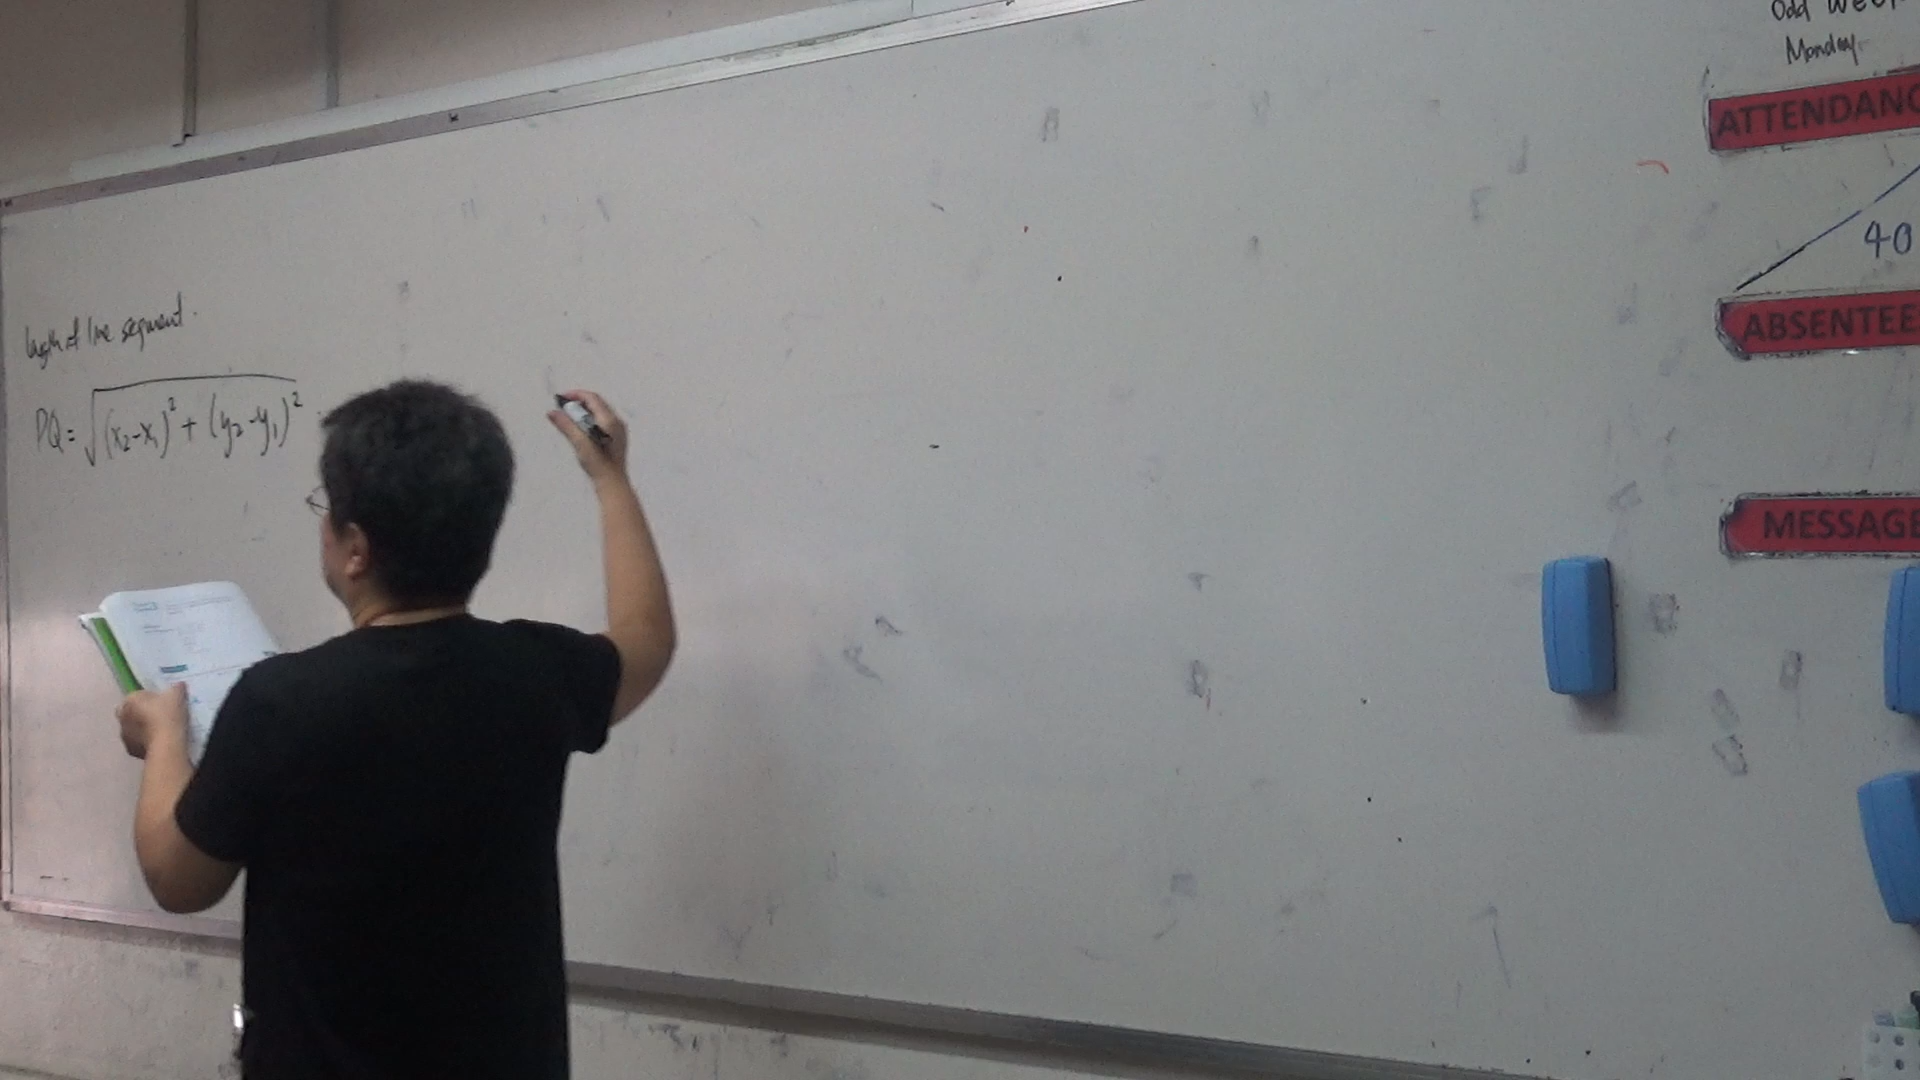 Odd Week
Monday
ATTENDANC
40
ABSENTEE
MESSAGE
length of line segment.
PQ = √(x₂-x₁)² + (y₂-y₁)²